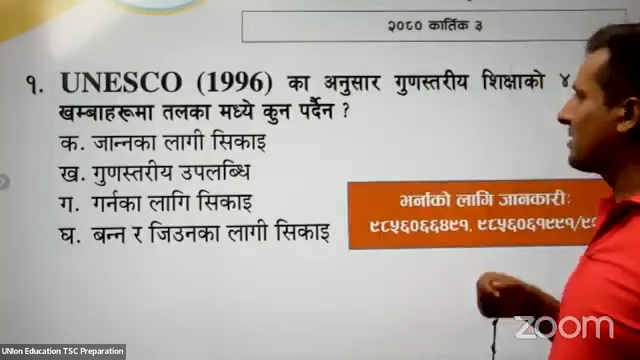 २०८० कार्तिक ३
१. UNESCO (1996) का अनुसार गुणस्तरीय शिक्षाको ४
खम्बाहरूमा तलका मध्ये कुन पर्दैन ?
क. जान्नका लागी सिकाइ
ख. गुणस्तरीय उपलब्धि
ग. गर्नका लागि सिकाइ
घ. बन्न र जिउनका लागी सिकाइ
भर्नाको लागि जानकारी:
९८५६०६६४९१, ९८५६०६१९९१/९
zoom
UNIon Education TSC Preparation